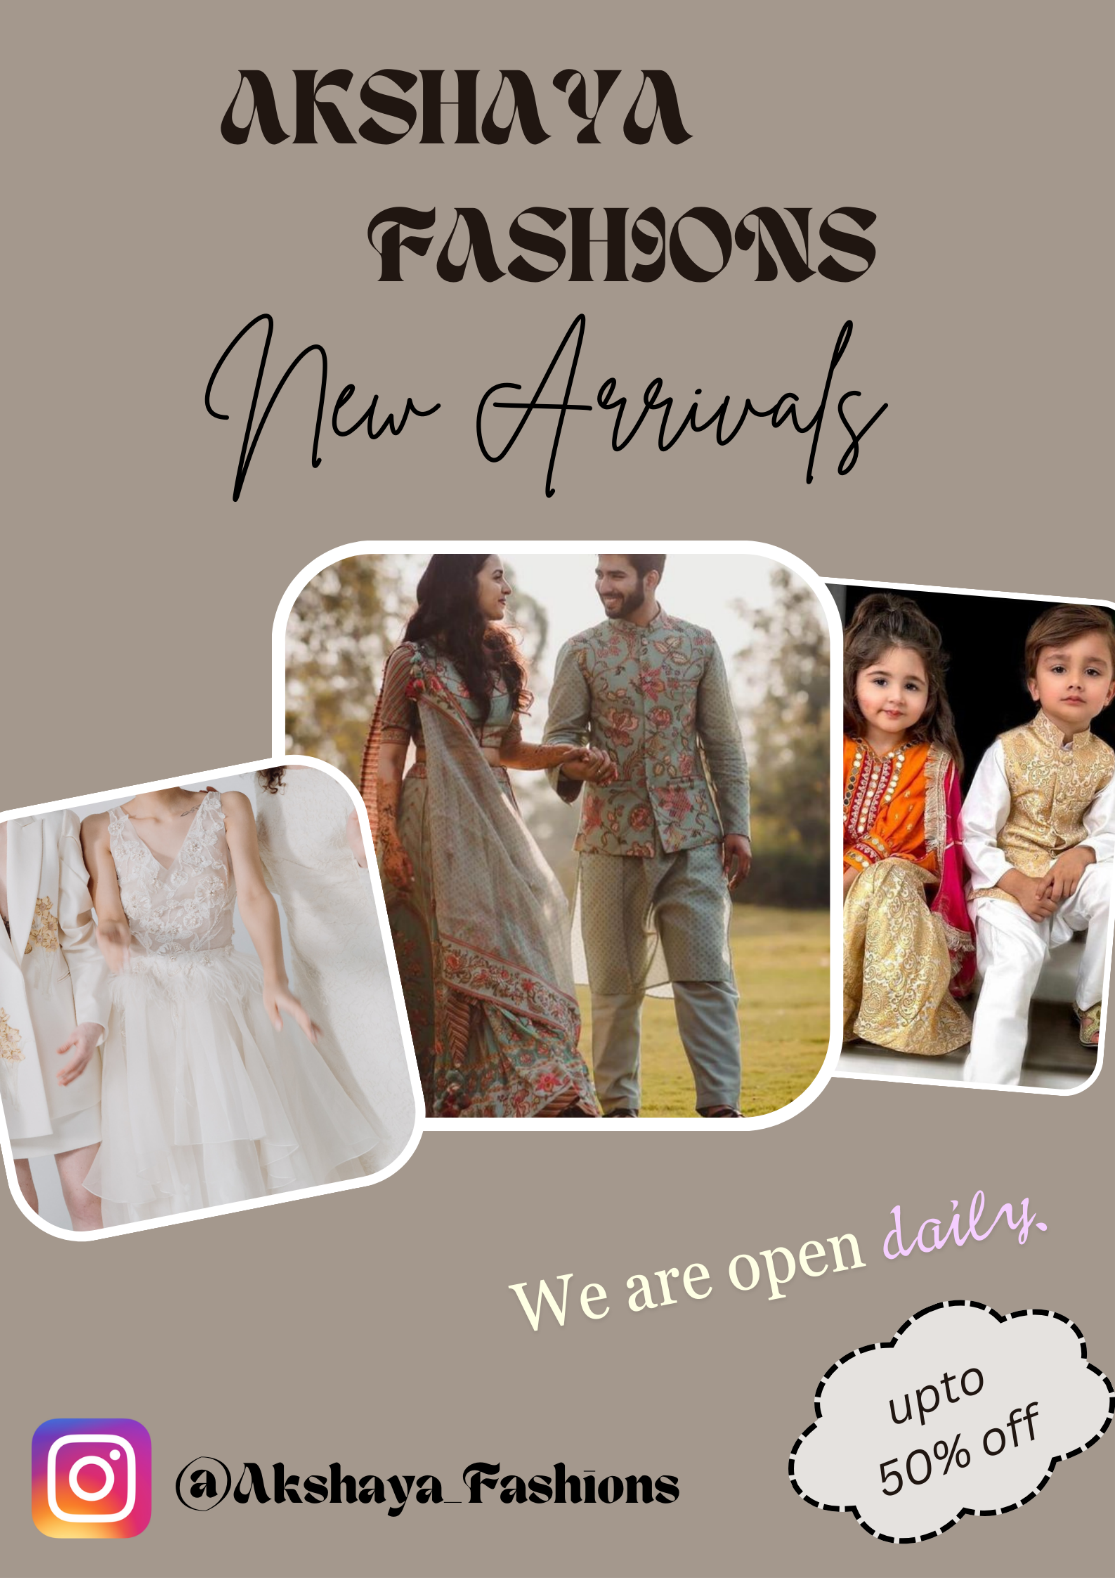 AKSHAYA
FASHIONS
New Arrivals
We are open daily.
upto
50% off
@Akshaya_Fashions